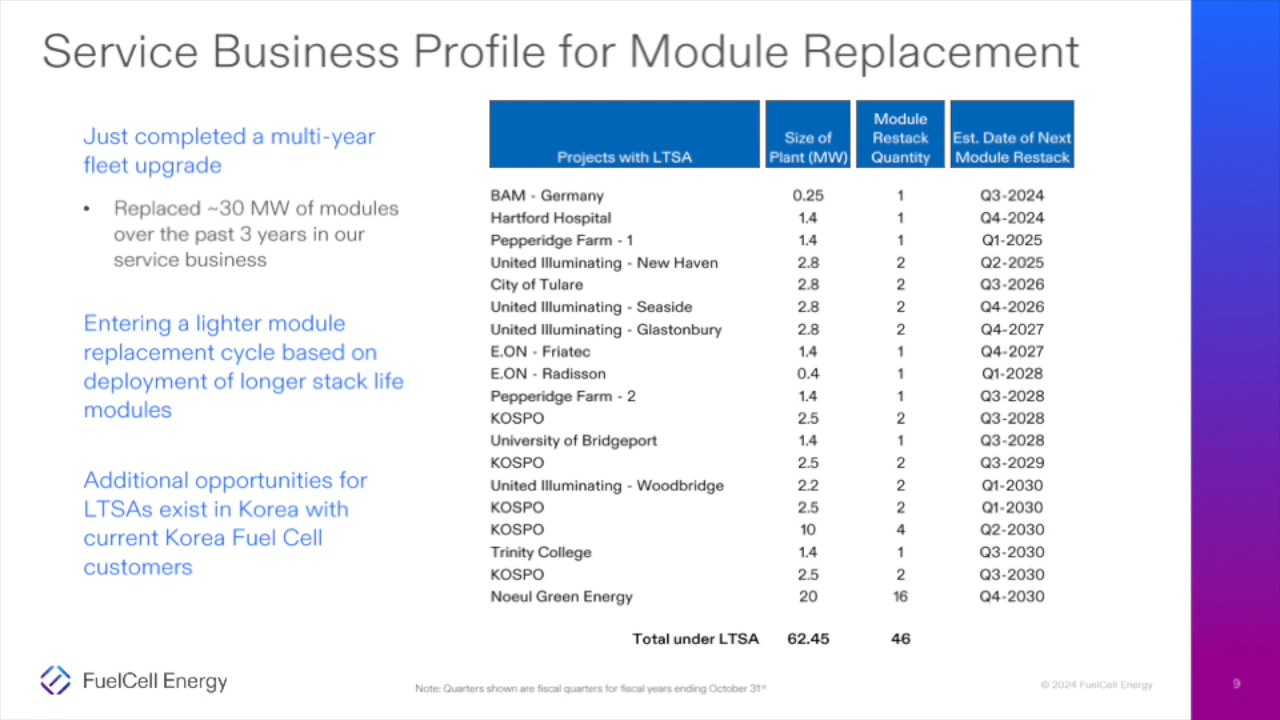 Service Business Profile for Module Replacement
Just completed a multi-year
fleet upgrade
• Replaced ~30 MW of modules
over the past 3 years in our
service business
Entering a lighter module
replacement cycle based on
deployment of longer stack life
modules
Additional opportunities for
LTSAs exist in Korea with
current Korea Fuel Cell
customers
Projects with LTSA Size of Plant (MW) Module Restack Quantity Est. Date of Next Module Restack
BAM - Germany 0.25 1 Q3-2024
Hartford Hospital 1.4 1 Q4-2024
Pepperidge Farm - 1 1.4 1 Q1-2025
United Illuminating - New Haven 2.8 2 Q2-2025
City of Tulare 2.8 2 Q3-2026
United Illuminating - Seaside 2.8 2 Q4-2026
United Illuminating - Glastonbury 2.8 2 Q4-2027
E.ON - Friatec 1.4 1 Q4-2027
E.ON - Radisson 0.4 1 Q1-2028
Pepperidge Farm - 2 1.4 1 Q3-2028
KOSPO 2.5 2 Q3-2028
University of Bridgeport 1.4 1 Q3-2028
KOSPO 2.5 2 Q3-2029
United Illuminating - Woodbridge 2.2 2 Q1-2030
KOSPO 2.5 2 Q1-2030
KOSPO 10 4 Q2-2030
Trinity College 1.4 1 Q3-2030
KOSPO 2.5 2 Q3-2030
Noeul Green Energy 20 16 Q4-2030
Total under LTSA 62.45 46
FuelCell Energy
Note: Quarters shown are fiscal quarters for fiscal years ending October 31st
© 2024 FuelCell Energy
9